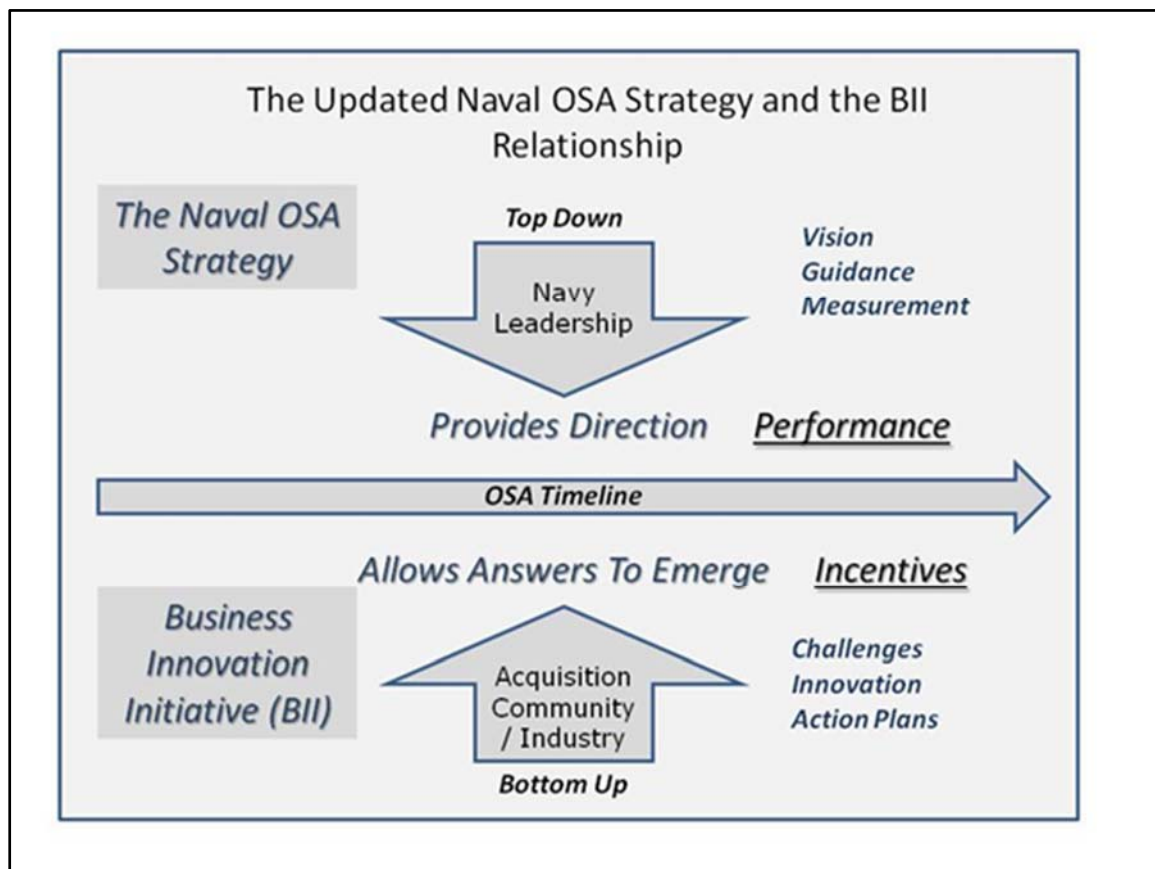 The Updated Naval OSA Strategy and the BII
Relationship
The Naval OSA
Strategy
Top Down
Navy
Leadership
Vision
Guidance
Measurement
Provides Direction
Performance
OSA Timeline
Allows Answers To Emerge
Incentives
Business
Innovation
Initiative (BII)
Acquisition
Community
/ Industry
Bottom Up
Challenges
Innovation
Action Plans